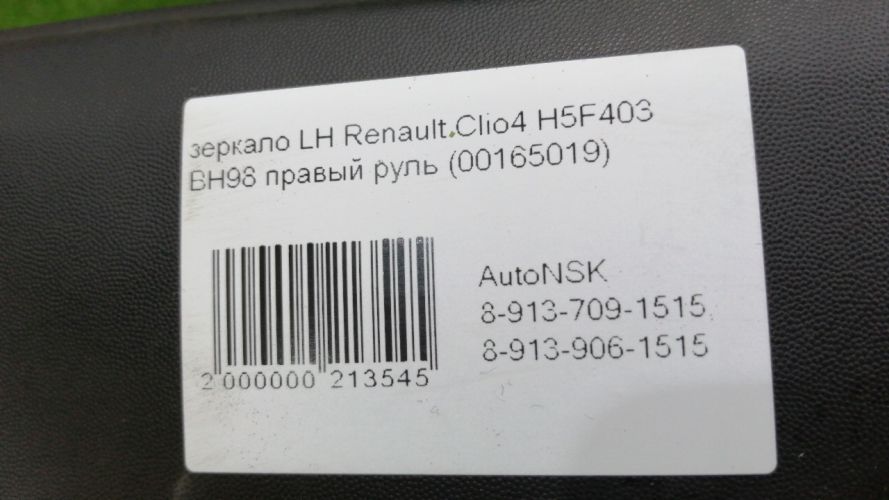 зеркало LH Renault Clio4 H5F403
BH98 правый руль (00165019)
AutoNSK
8-913-709-1515,
8-913-906-1515
2 000000 213545